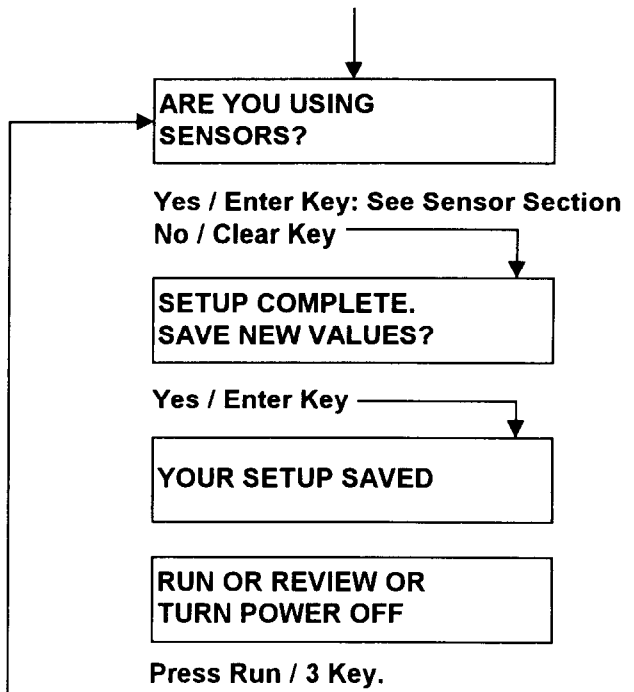 ARE YOU USING
SENSORS?
Yes / Enter Key: See Sensor Section
No / Clear Key
SETUP COMPLETE.
SAVE NEW VALUES?
Yes / Enter Key
YOUR SETUP SAVED
RUN OR REVIEW OR
TURN POWER OFF
Press Run / 3 Key.